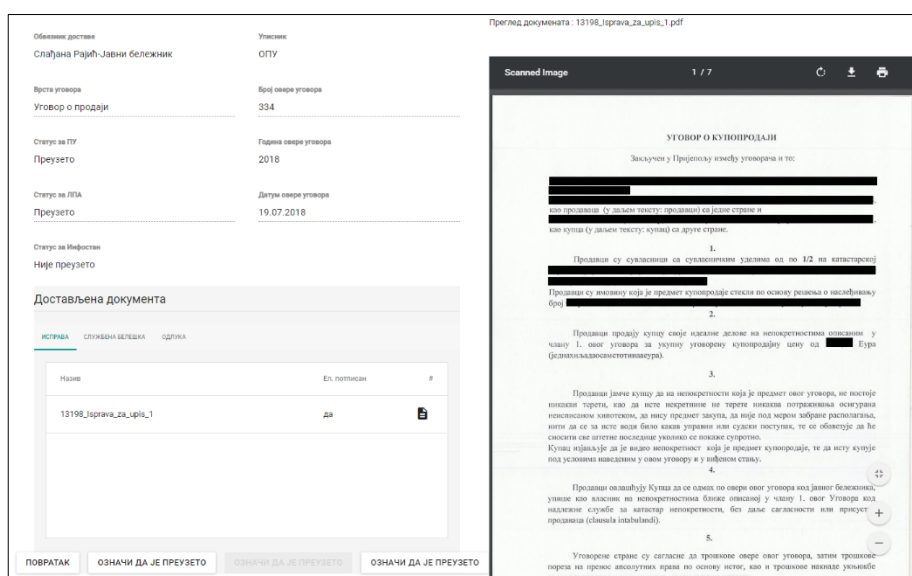 Обвезник доставе
Слађана Рајић-Јавни бележник
Уписник
ОПУ
Врста уговора
Уговор о продаји
Број овере уговора
334
Статус за ПУ
Преузето
Година овере уговора
2018
Статус за ЛПА
Преузето
Датум овере уговора
19.07.2018
Статус за Инфостан
Није преузето
Достављена документа
ИСПРАВА СЛУЖБЕНА БЕЛЕШКА ОДЛУКА
Назив Ел. потписан #
13198_Isprava_za_upis_1 да
ПОВРАТАК ОЗНАЧИ ДА ЈЕ ПРЕУЗЕТО ОЗНАЧИ ДА ЈЕ ПРЕУЗЕТО ОЗНАЧИ ДА ЈЕ ПРЕУЗЕТО
Преглед докумената : 13198_Isprava_za_upis_1.pdf
Scanned Image 1 / 7
УГОВОР О КУПОПРОДАЈИ
Закључен у Пријепољу између уговорача и то:
као продаваца (у даљем тексту: продавци) са једне стране и
као купца (у даљем тексту: купац) са друге стране.
1.
Продавци су сувласници са сувласничким уделима од по 1/2 на катастарској
Продавци су имовину која је предмет купопродаје стекли по основу решења о наслеђивању
број
2.
Продавци продају купцу своје идеалне делове на непокретностима описаним у
члану 1. овог уговора за укупну уговорену купопродајну цену од Еура
3.
Продавци јамче купцу да на непокретности која је предмет овог уговора, не постоје
никакви терети, као да исте некретнине не терете никаква потраживања осигурана
неисписаном хипотеком, да нису предмет закупа, да није под мером забране располагања,
нити да се за исте води било какав управни или судски поступак, те се обавезује да ће
сносити све штетне последице уколико се покаже супротно.
Купац изјављује да је видео непокретност која је предмет купопродаје, те да исту купује
под условима наведеним у овом уговору и у виђеном стању.
4.
Продавци овлашћују Купца да се одмах по овери овог уговора код јавног бележника,
упише као власник на непокретностима ближе описаној у члану 1. овог Уговора код
надлежне службе за катастар непокретности, без даље сагласности или присуст
продаваца (clausula intabulandi).
5.
Уговорене стране су сагласне да трошкове овере овог уговора, затим трошкове
пореза на пренос апсолутних права по основу истог, као и трошкове накнаде укњижбе